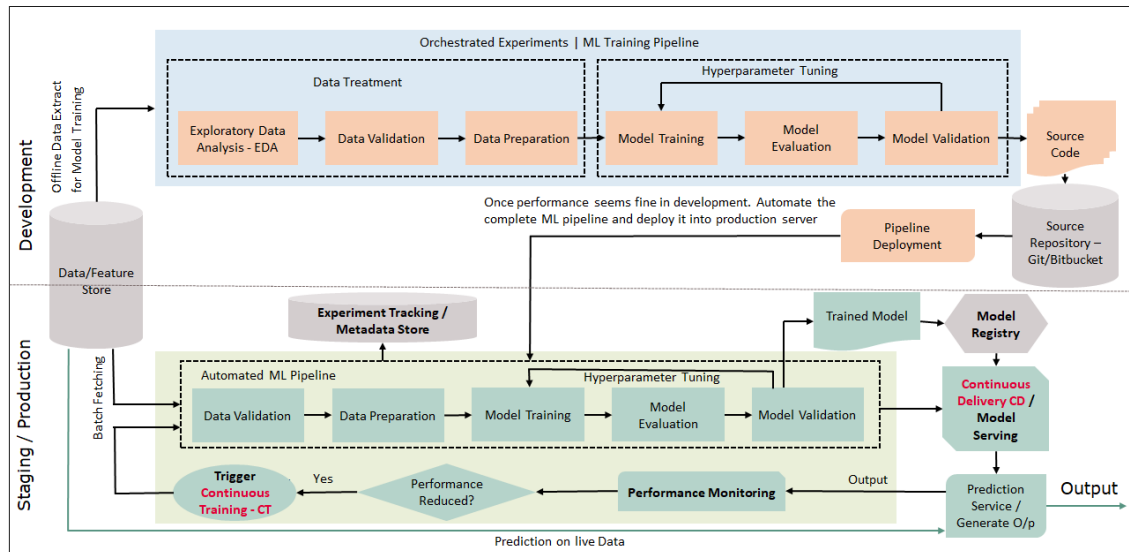 Orchestrated Experiments | ML Training Pipeline
Data Treatment
Hyperparameter Tuning
Offline Data Extract
for Model Training
Exploratory Data
Analysis - EDA
Data Validation
Data Preparation
Model Training
Model
Evaluation
Model Validation
Source
Code
Development
Once performance seems fine in development. Automate the
complete ML pipeline and deploy it into production server
Pipeline
Deployment
Source
Repository –
Git/Bitbucket
Data/Feature
Store
Experiment Tracking /
Metadata Store
Trained Model
Model
Registry
Staging / Production
Batch Fetching
Automated ML Pipeline
Hyperparameter Tuning
Data Validation
Data Preparation
Model Training
Model
Evaluation
Model Validation
Continuous
Delivery CD /
Model
Serving
Trigger
Continuous
Training - CT
Yes
Performance
Reduced?
Performance Monitoring
Output
Prediction
Service /
Generate O/p
Output
Prediction on live Data